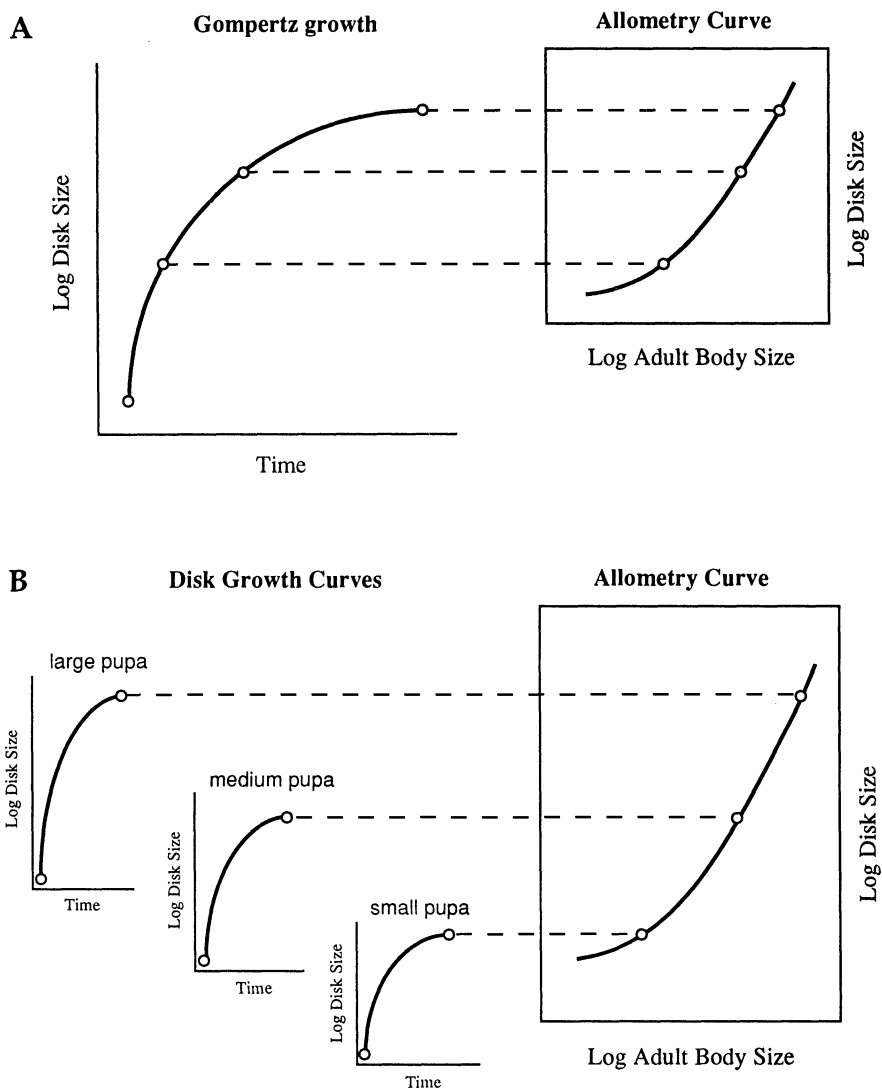 A
Gompertz growth
Allometry Curve
Log Disk Size
Log Disk Size
Time
Log Adult Body Size
B
Disk Growth Curves
Allometry Curve
large pupa
Log Disk Size
Time
medium pupa
Log Disk Size
Time
small pupa
Log Disk Size
Time
Log Disk Size
Log Adult Body Size